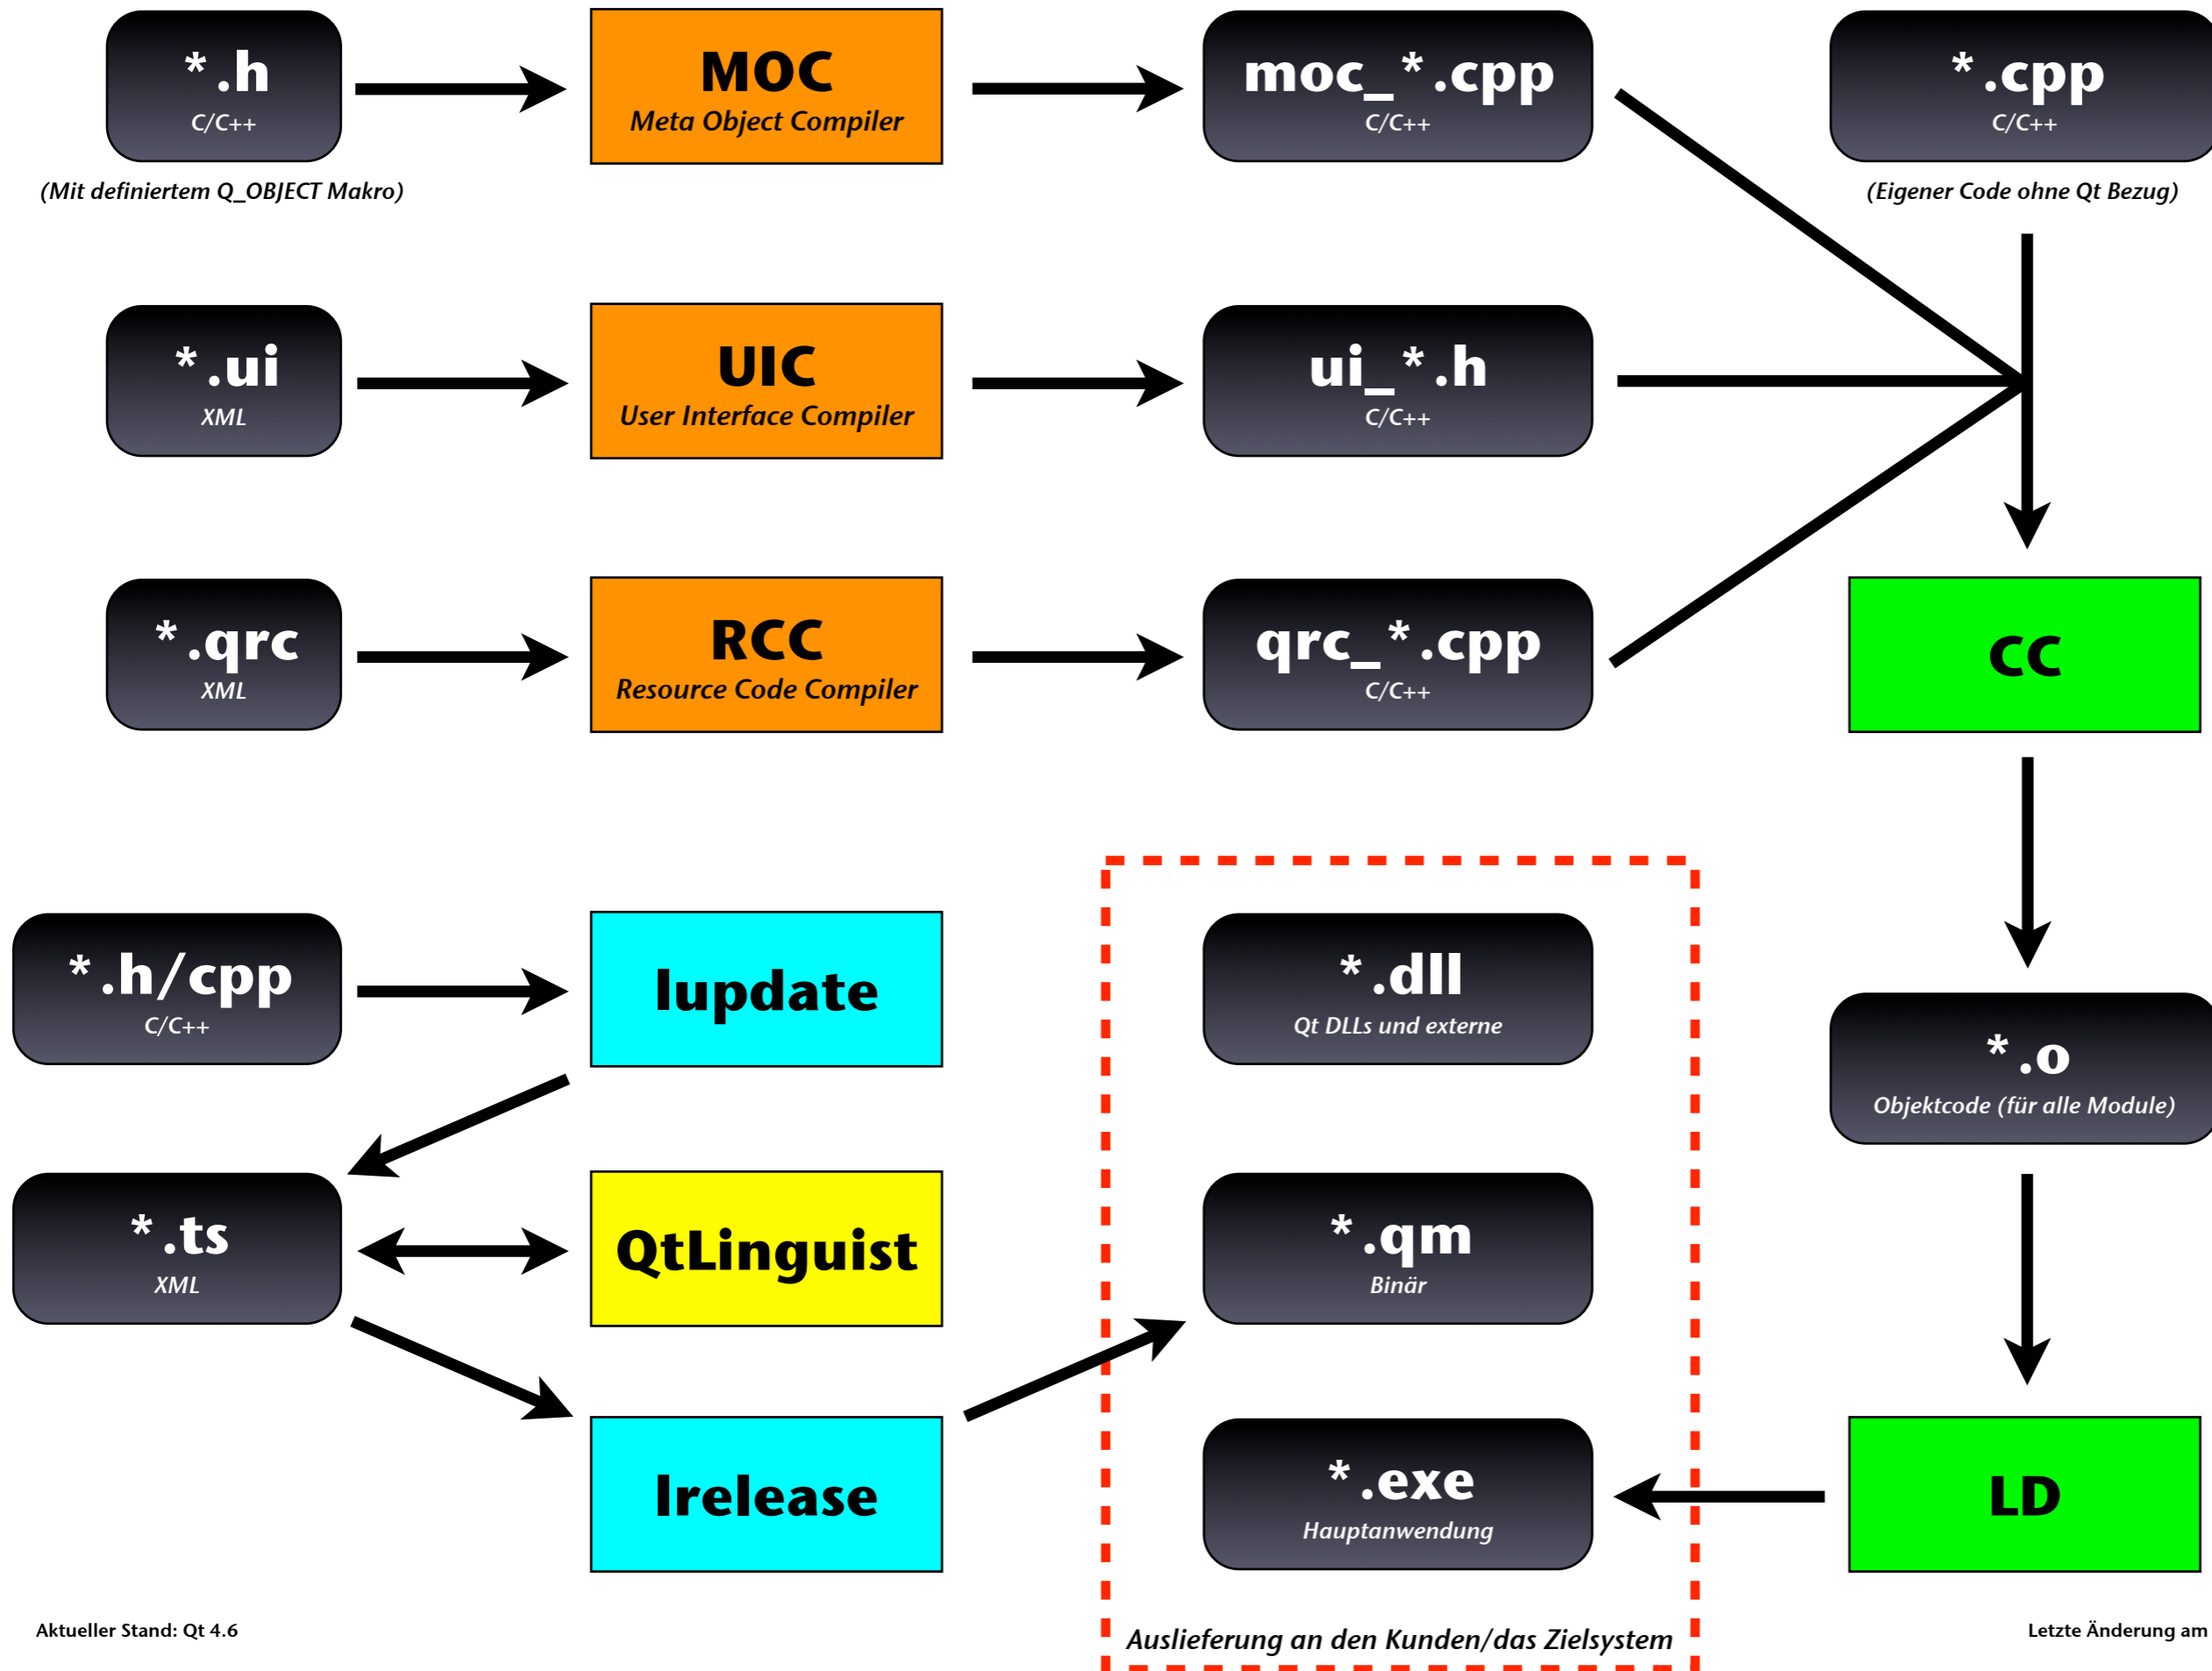 *.h
C/C++
(Mit definiertem Q_OBJECT Makro)
MOC
Meta Object Compiler
moc_*.cpp
C/C++
*.cpp
C/C++
(Eigener Code ohne Qt Bezug)
*.ui
XML
UIC
User Interface Compiler
ui_*.h
C/C++
*.qrc
XML
RCC
Resource Code Compiler
qrc_*.cpp
C/C++
CC
*.h/cpp
C/C++
lupdate
*.dll
Qt DLLs und externe
*.o
Objektcode (für alle Module)
*.ts
XML
QtLinguist
*.qm
Binär
lrelease
*.exe
Hauptanwendung
LD
Aktueller Stand: Qt 4.6
Auslieferung an den Kunden/das Zielsystem
Letzte Änderung am